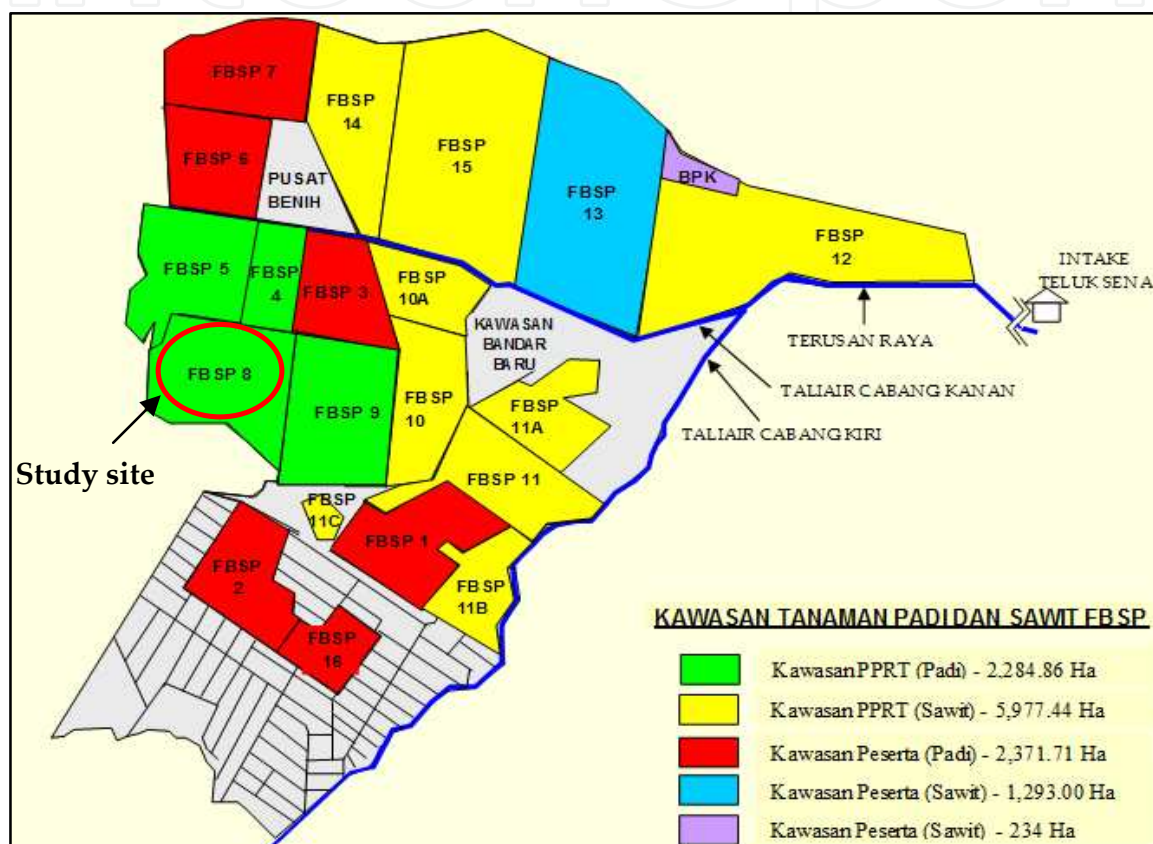 FBSP 7
FBSP
14
FBSP
15
FBSP 6
PUSAT
BENIH
FBSP
13
BPK
FBSP
12
INTAKE
TELUK SENA
FBSP 5
FBSP
4
FBSP 3
FBSP
10A
KAWASAN
BANDAR
BARU
TERUSAN RAYA
TALIAIR CABANG KANAN
TALIAIR CABANG KIRI
FBSP 8
FBSP 9
FBSP
10
FBSP
11A
Study site
FBSP 11
FBSP
11C
FBSP 1
FBSP
2
FBSP
11B
FBSP
16
KAWASAN TANAMAN PADI DAN SAWIT FBSP
Kawasan PPRT (Padi) - 2,284.86 Ha
Kawasan PPRT (Sawit) - 5,977.44 Ha
Kawasan Peserta (Padi) - 2,371.71 Ha
Kawasan Peserta (Sawit) - 1,293.00 Ha
Kawasan Peserta (Sawit) - 234 Ha